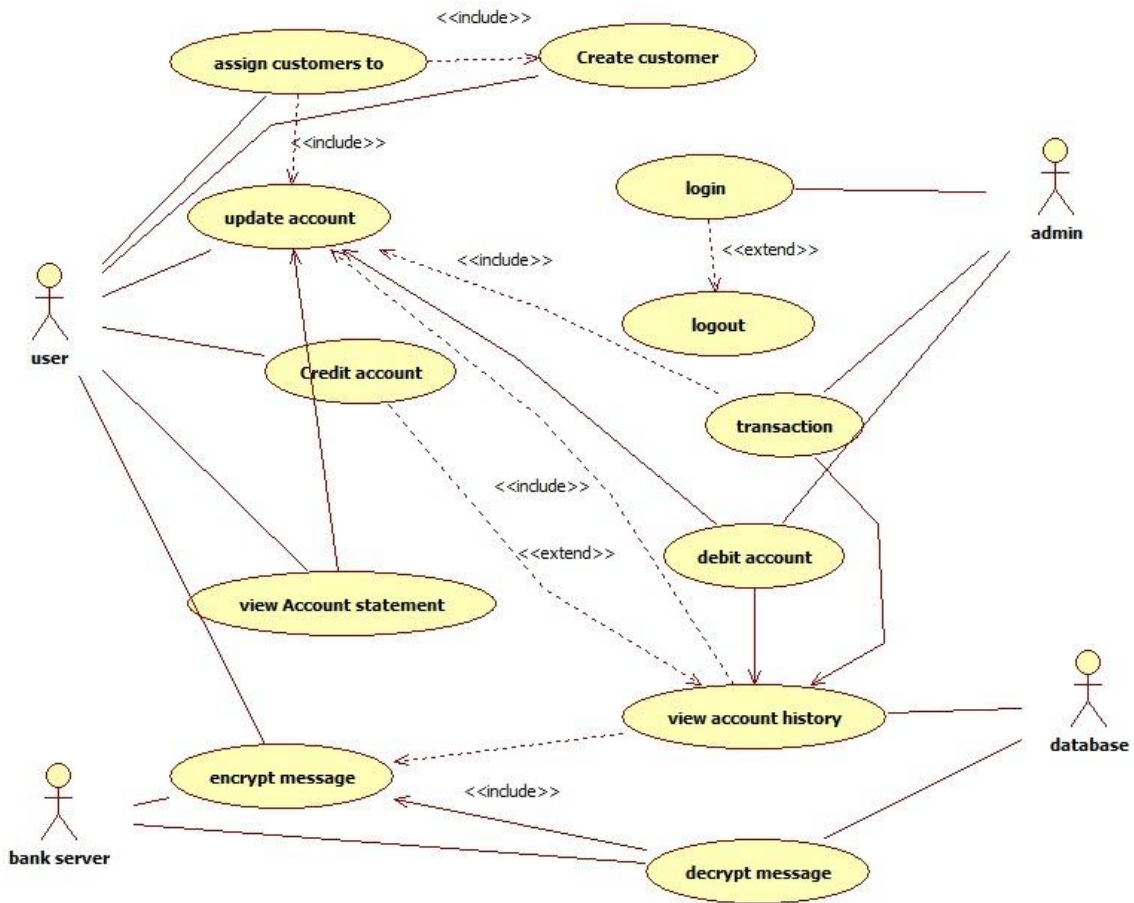 <<include>>
assign customers to
Create customer
<<include>>
login
update account
admin
<<include>>
<<extend>>
logout
user
Credit account
transaction
<<include>>
<<extend>>
debit account
view Account statement
view account history
database
encrypt message
<<include>>
bank server
decrypt message